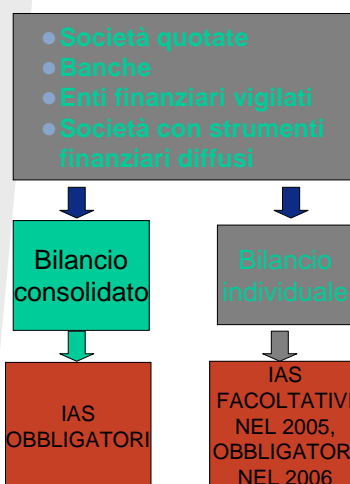 • Società quotate
• Banche
• Enti finanziari vigilati
• Società con strumenti
finanziari diffusi
Bilancio
consolidato
Bilancio
individuale
IAS
OBBLIGATORI
IAS
FACOLTATIVI
NEL 2005,
OBBLIGATORI
NEL 2006